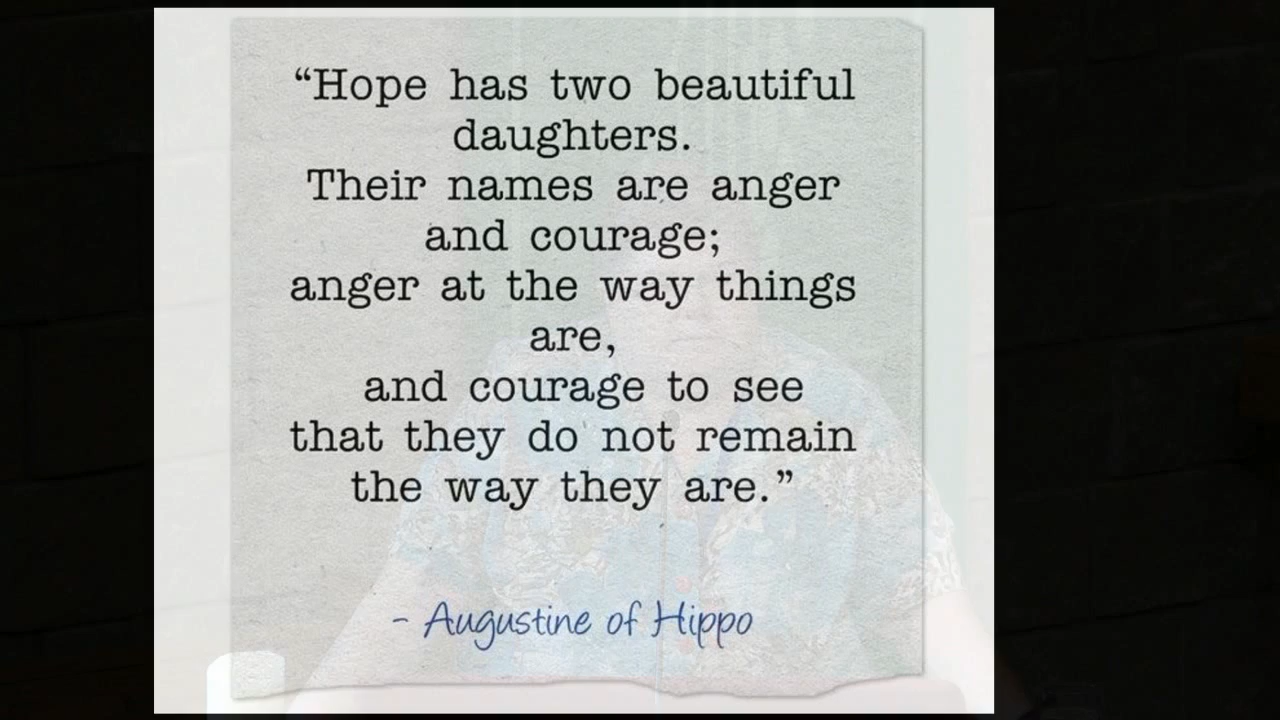 “Hope has two beautiful
daughters.
Their names are anger
and courage;
anger at the way things
are,
and courage to see
that they do not remain
the way they are.”
- Augustine of Hippo